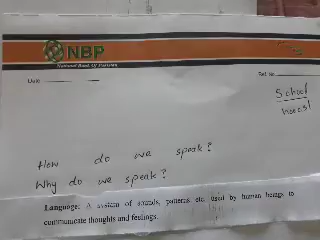 NBP
National Bank Of Pakistan
Date
Ref. No
School
How do we speak?
Why do we speak?
Language: A system of sounds, patterns etc. used by human beings to
communicate thoughts and feelings.